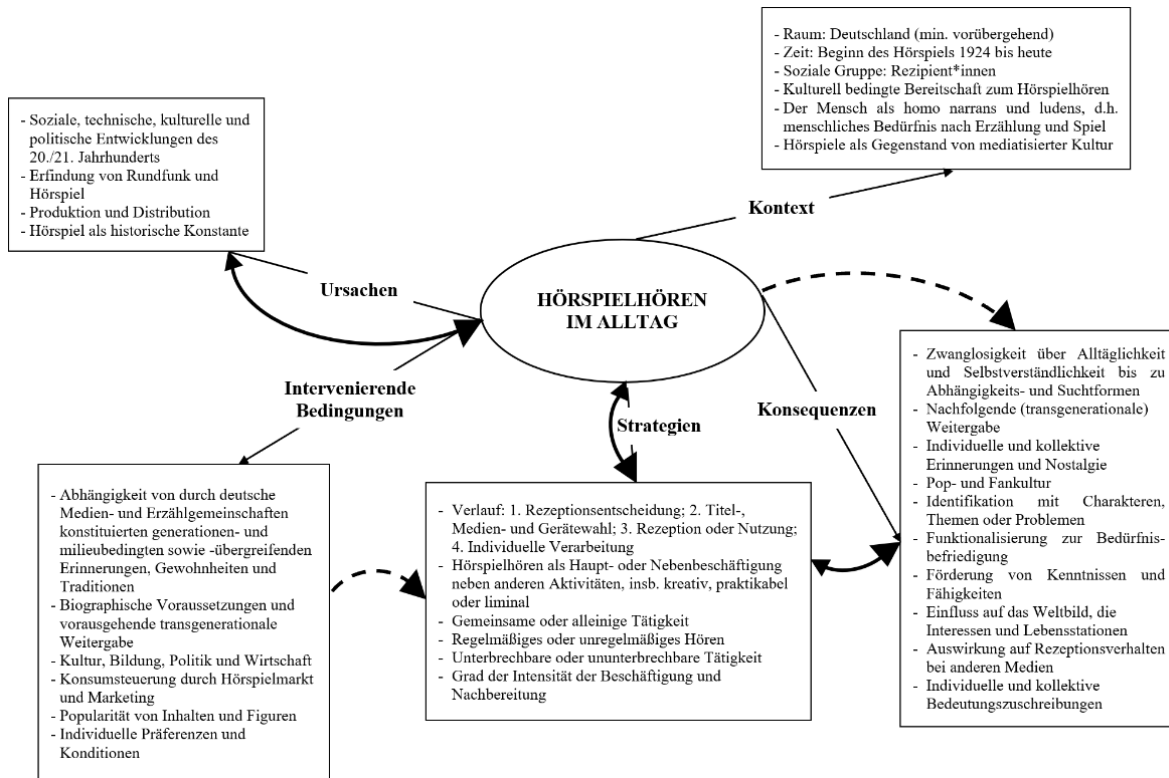 - Raum: Deutschland (min. vorübergehend)
- Zeit: Beginn des Hörspiels 1924 bis heute
- Soziale Gruppe: Rezipient*innen
- Kulturell bedingte Bereitschaft zum Hörspielhören
- Der Mensch als homo narrans und ludens, d.h.
menschliches Bedürfnis nach Erzählung und Spiel
- Hörspiele als Gegenstand von mediatisierter Kultur
- Soziale, technische, kulturelle und
politische Entwicklungen des
20./21. Jahrhunderts
- Erfindung von Rundfunk und
Hörspiel
- Produktion und Distribution
- Hörspiel als historische Konstante
Kontext
Ursachen
HÖRSPIELHÖREN
IM ALLTAG
Intervenierende
Bedingungen
Strategien
Konsequenzen
- Abhängigkeit von durch deutsche
Medien- und Erzählgemeinschaften
konstituierten generationen- und
milieubedingten sowie -übergreifenden
Erinnerungen, Gewohnheiten und
Traditionen
- Biographische Voraussetzungen und
vorausgehende transgenerationale
Weitergabe
- Kultur, Bildung, Politik und Wirtschaft
- Konsumsteuerung durch Hörspielmarkt
und Marketing
- Popularität von Inhalten und Figuren
- Individuelle Präferenzen und
Konditionen
- Verlauf: 1. Rezeptionsentscheidung; 2. Titel-,
Medien- und Gerätewahl; 3. Rezeption oder Nutzung;
4. Individuelle Verarbeitung
- Hörspielhören als Haupt- oder Nebenbeschäftigung
neben anderen Aktivitäten, insb. kreativ, praktikabel
oder liminal
- Gemeinsame oder alleinige Tätigkeit
- Regelmäßiges oder unregelmäßiges Hören
- Unterbrechbare oder ununterbrechbare Tätigkeit
- Grad der Intensität der Beschäftigung und
Nachbereitung
- Zwanglosigkeit über Alltäglichkeit
und Selbstverständlichkeit bis zu
Abhängigkeits- und Suchtformen
- Nachfolgende (transgenerationale)
Weitergabe
- Individuelle und kollektive
Erinnerungen und Nostalgie
- Pop- und Fankultur
- Identifikation mit Charakteren,
Themen oder Problemen
- Funktionalisierung zur Bedürfnis-
befriedigung
- Förderung von Kenntnissen und
Fähigkeiten
- Einfluss auf das Weltbild, die
Interessen und Lebensstationen
- Auswirkung auf Rezeptionsverhalten
bei anderen Medien
- Individuelle und kollektive
Bedeutungszuschreibungen